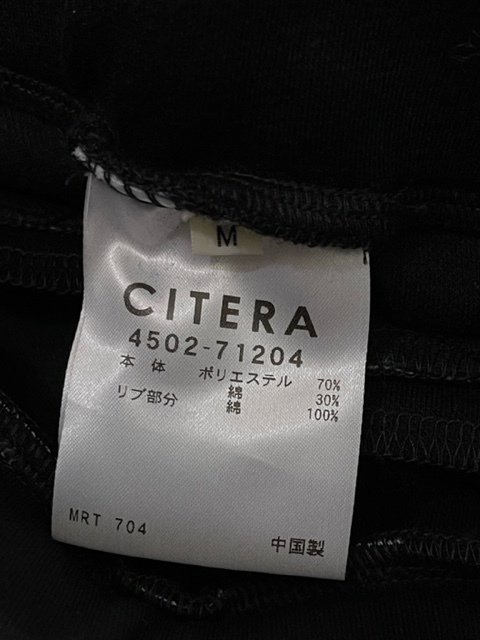 M
CITERA
4502-71204
本体 ポリエステル 70%
綿 30%
リブ部分 綿 100%
MRT 704
中国製